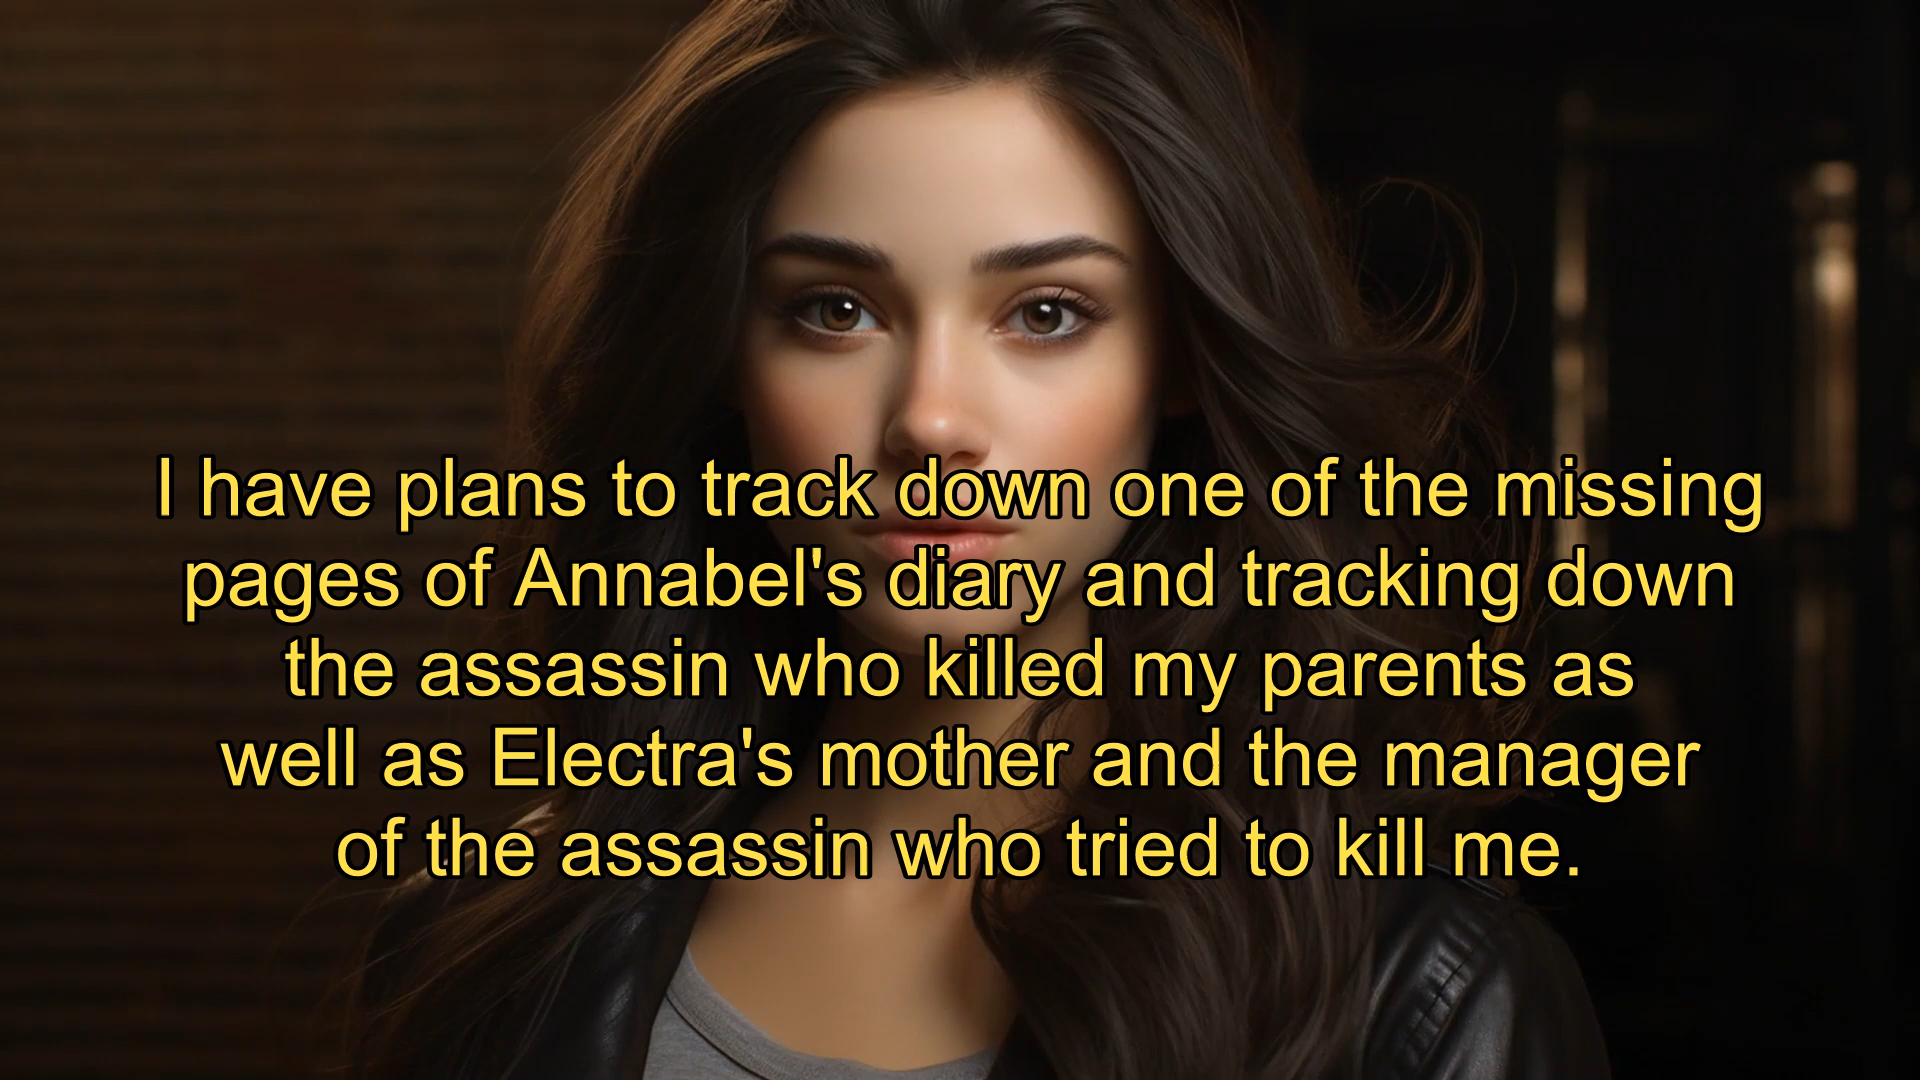 I have plans to track down one of the missing
pages of Annabel's diary and tracking down
the assassin who killed my parents as
well as Electra's mother and the manager
of the assassin who tried to kill me.